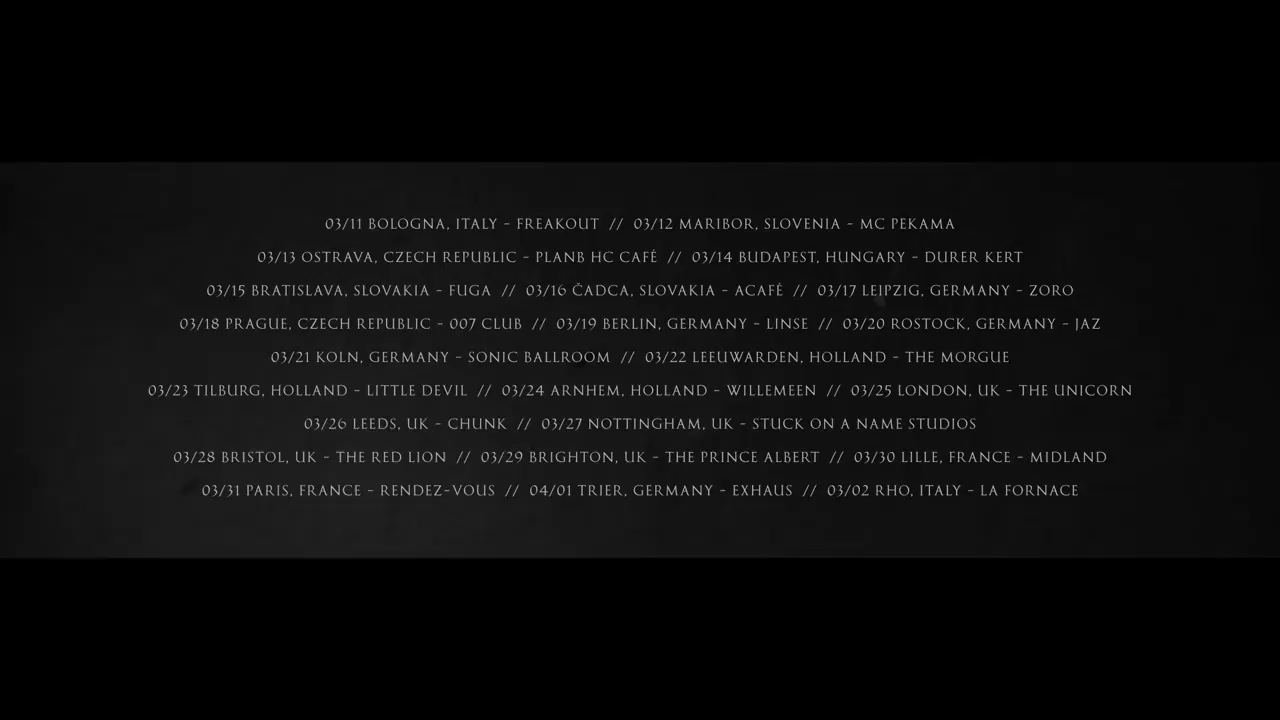 03/11 BOLOGNA, ITALY - FREAKOUT // 03/12 MARIBOR, SLOVENIA - MC PEKAMA
03/13 OSTRAVA, CZECH REPUBLIC - PLANB HC CAFÉ // 03/14 BUDAPEST, HUNGARY - DURER KERT
03/15 BRATISLAVA, SLOVAKIA - FUGA // 03/16 ČADCA, SLOVAKIA - ACAFÉ // 03/17 LEIPZIG, GERMANY - ZORO
03/18 PRAGUE, CZECH REPUBLIC - 007 CLUB // 03/19 BERLIN, GERMANY - LINSE // 03/20 ROSTOCK, GERMANY - JAZ
03/21 KOLN, GERMANY - SONIC BALLROOM // 03/22 LEEUWARDEN, HOLLAND - THE MORGUE
03/23 TILBURG, HOLLAND - LITTLE DEVIL // 03/24 ARNHEM, HOLLAND - WILLEMEEN // 03/25 LONDON, UK - THE UNICORN
03/26 LEEDS, UK - CHUNK // 03/27 NOTTINGHAM, UK - STUCK ON A NAME STUDIOS
03/28 BRISTOL, UK - THE RED LION // 03/29 BRIGHTON, UK - THE PRINCE ALBERT // 03/30 LILLE, FRANCE - MIDLAND
03/31 PARIS, FRANCE - RENDEZ-VOUS // 04/01 TRIER, GERMANY - EXHAUS // 03/02 RHO, ITALY - LA FORNACE